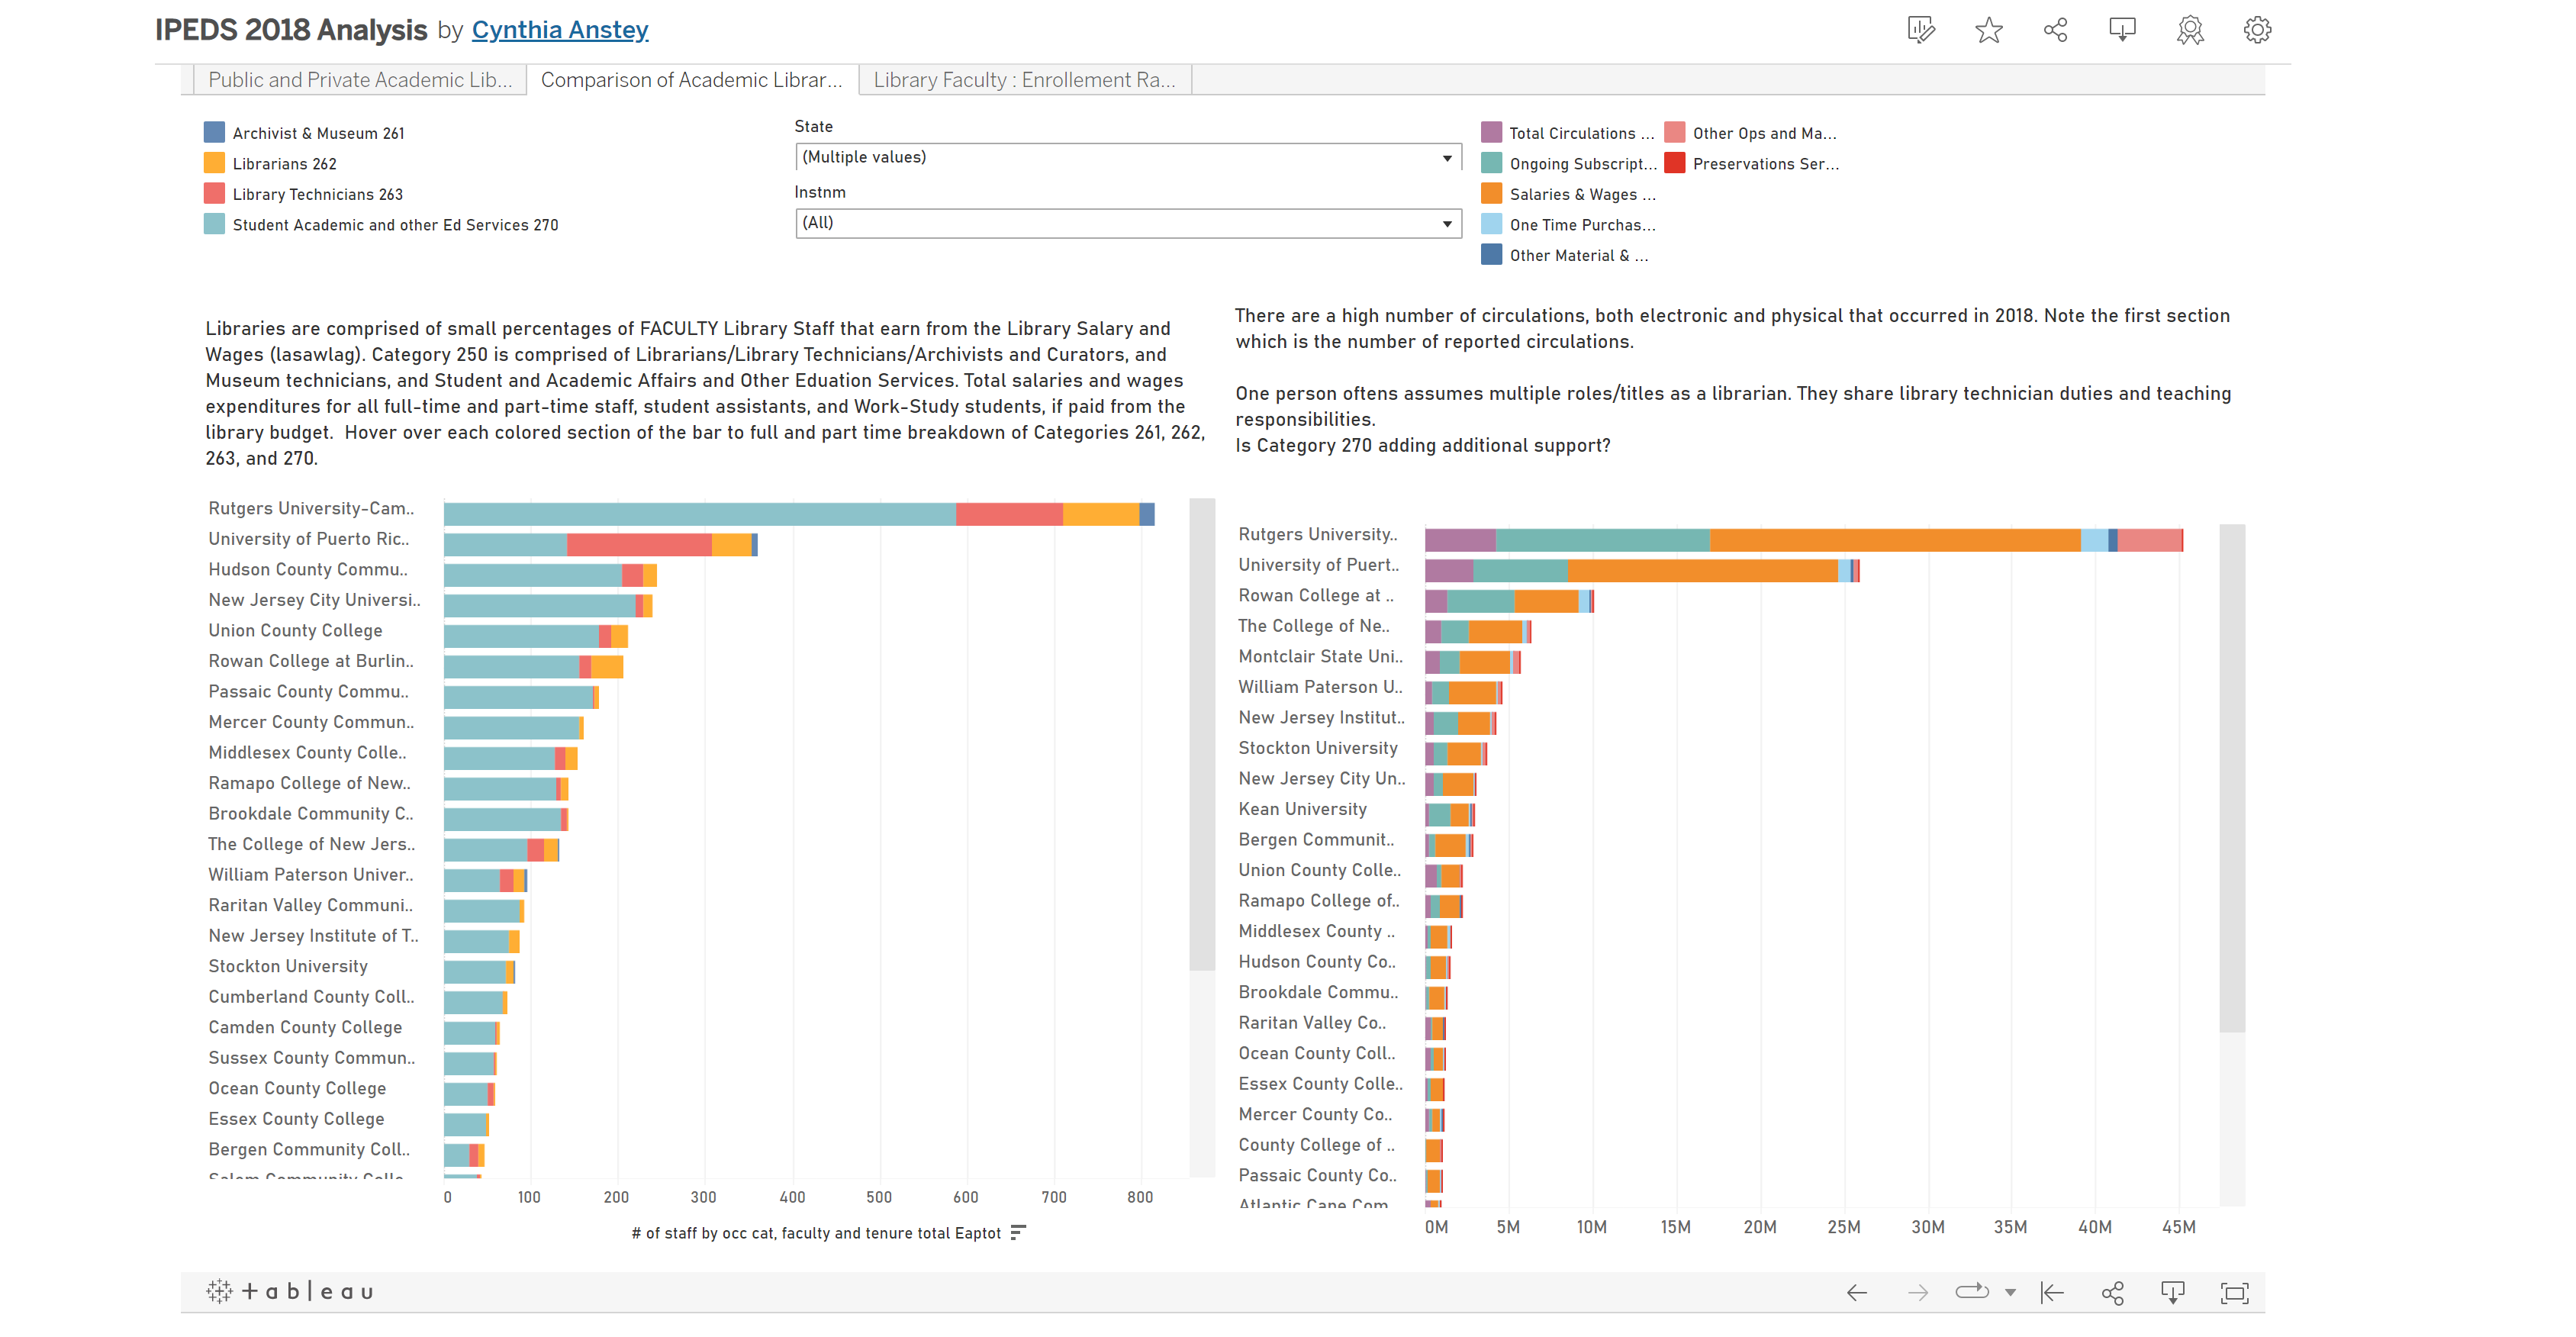 IPEDS 2018 Analysis by Cynthia Anstey
Public and Private Academic Lib...
Comparison of Academic Librar...
Library Faculty : Enrollement Ra...
Archivist & Museum 261
Librarians 262
Library Technicians 263
Student Academic and other Ed Services 270
State
(Multiple values)
Instnm
(All)
Total Circulations ...
Ongoing Subscript...
Salaries & Wages ...
One Time Purchas...
Other Material & ...
Other Ops and Ma...
Preservations Ser...
Libraries are comprised of small percentages of FACULTY Library Staff that earn from the Library Salary and
Wages (lasawlag). Category 250 is comprised of Librarians/Library Technicians/Archivists and Curators, and
Museum technicians, and Student and Academic Affairs and Other Eduation Services. Total salaries and wages
expenditures for all full-time and part-time staff, student assistants, and Work-Study students, if paid from the
library budget.  Hover over each colored section of the bar to full and part time breakdown of Categories 261, 262,
263, and 270.
There are a high number of circulations, both electronic and physical that occurred in 2018. Note the first section
which is the number of reported circulations.
One person oftens assumes multiple roles/titles as a librarian. They share library technician duties and teaching
responsibilities.
Is Category 270 adding additional support?
Rutgers University-Cam..
University of Puerto Ric..
Hudson County Commu..
New Jersey City Universi..
Union County College
Rowan College at Burlin..
Passaic County Commu..
Mercer County Commun..
Middlesex County Colle..
Ramapo College of New..
Brookdale Community C..
The College of New Jers..
William Paterson Univer..
Raritan Valley Communi..
New Jersey Institute of T..
Stockton University
Cumberland County Coll..
Camden County College
Sussex County Commun..
Ocean County College
Essex County College
Bergen Community Coll..
Salem Community Colle..
0 100 200 300 400 500 600 700 800
# of staff by occ cat, faculty and tenure total Eaptot
Rutgers University..
University of Puert..
Rowan College at ..
The College of Ne..
Montclair State Uni..
William Paterson U..
New Jersey Institut..
Stockton University
New Jersey City Un..
Kean University
Bergen Communit..
Union County Colle..
Ramapo College of..
Middlesex County ..
Hudson County Co..
Brookdale Commu..
Raritan Valley Co..
Ocean County Coll..
Essex County Colle..
Mercer County Co..
County College of ..
Passaic County Co..
Atlantic Cape Com..
0M 5M 10M 15M 20M 25M 30M 35M 40M 45M
+ableau